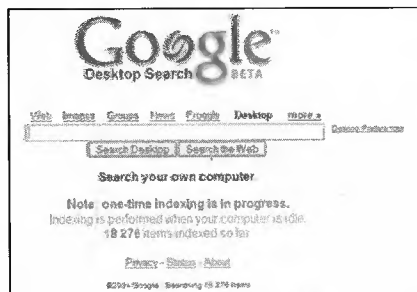 Google™
Desktop Search BETA
Web Images Groups News Froogle Desktop more »
Desktop Preferences
Search Desktop Search the Web
Search your own computer
Note: one-time indexing is in progress.
Indexing is performed when your computer is idle.
18 276 items indexed so far
Privacy - Status - About
Google Searching 18 276 items